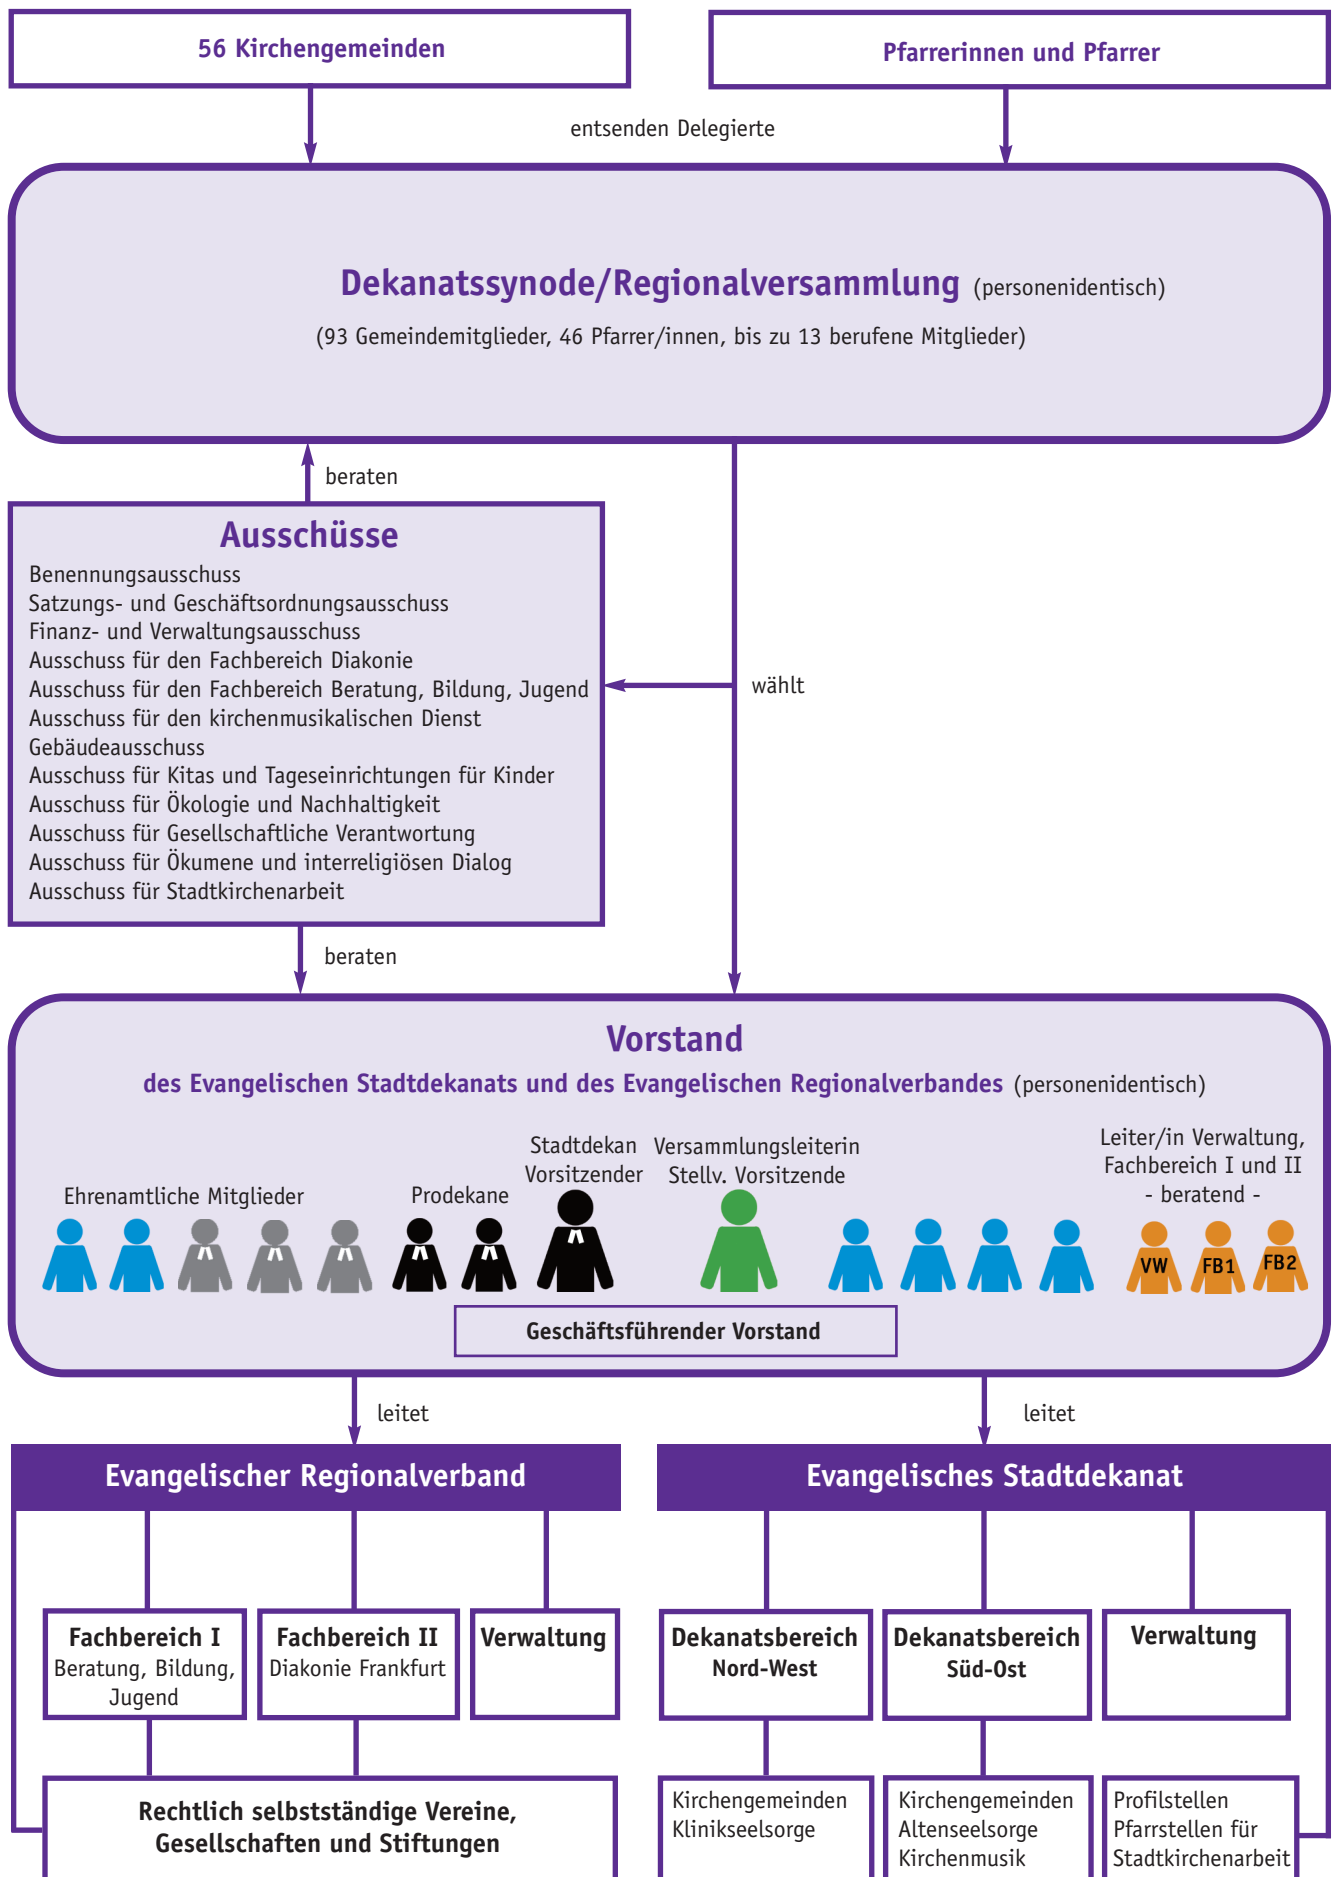 56 Kirchengemeinden
Pfarrerinnen und Pfarrer
entsenden Delegierte
Dekanatssynode/Regionalversammlung (personenidentisch)
(93 Gemeindemitglieder, 46 Pfarrer/innen, bis zu 13 berufene Mitglieder)
beraten
Ausschüsse
Benennungsausschuss
Satzungs- und Geschäftsordnungsausschuss
Finanz- und Verwaltungsausschuss
Ausschuss für den Fachbereich Diakonie
Ausschuss für den Fachbereich Beratung, Bildung, Jugend
Ausschuss für den kirchenmusikalischen Dienst
Gebäudeausschuss
Ausschuss für Kitas und Tageseinrichtungen für Kinder
Ausschuss für Ökologie und Nachhaltigkeit
Ausschuss für Gesellschaftliche Verantwortung
Ausschuss für Ökumene und interreligiösen Dialog
Ausschuss für Stadtkirchenarbeit
wählt
beraten
Vorstand
des Evangelischen Stadtdekanats und des Evangelischen Regionalverbandes (personenidentisch)
Ehrenamtliche Mitglieder
Prodekane
Stadtdekan
Vorsitzender
Versammlungsleiterin
Stellv. Vorsitzende
Leiter/in Verwaltung,
Fachbereich I und II
- beratend -
VW
FB1
FB2
Geschäftsführender Vorstand
leitet
leitet
Evangelischer Regionalverband
Fachbereich I
Beratung, Bildung,
Jugend
Fachbereich II
Diakonie Frankfurt
Verwaltung
Rechtlich selbstständige Vereine,
Gesellschaften und Stiftungen
Evangelisches Stadtdekanat
Dekanatsbereich
Nord-West
Dekanatsbereich
Süd-Ost
Verwaltung
Kirchengemeinden
Klinikseelsorge
Kirchengemeinden
Altenseelsorge
Kirchenmusik
Profilstellen
Pfarrstellen für
Stadtkirchenarbeit